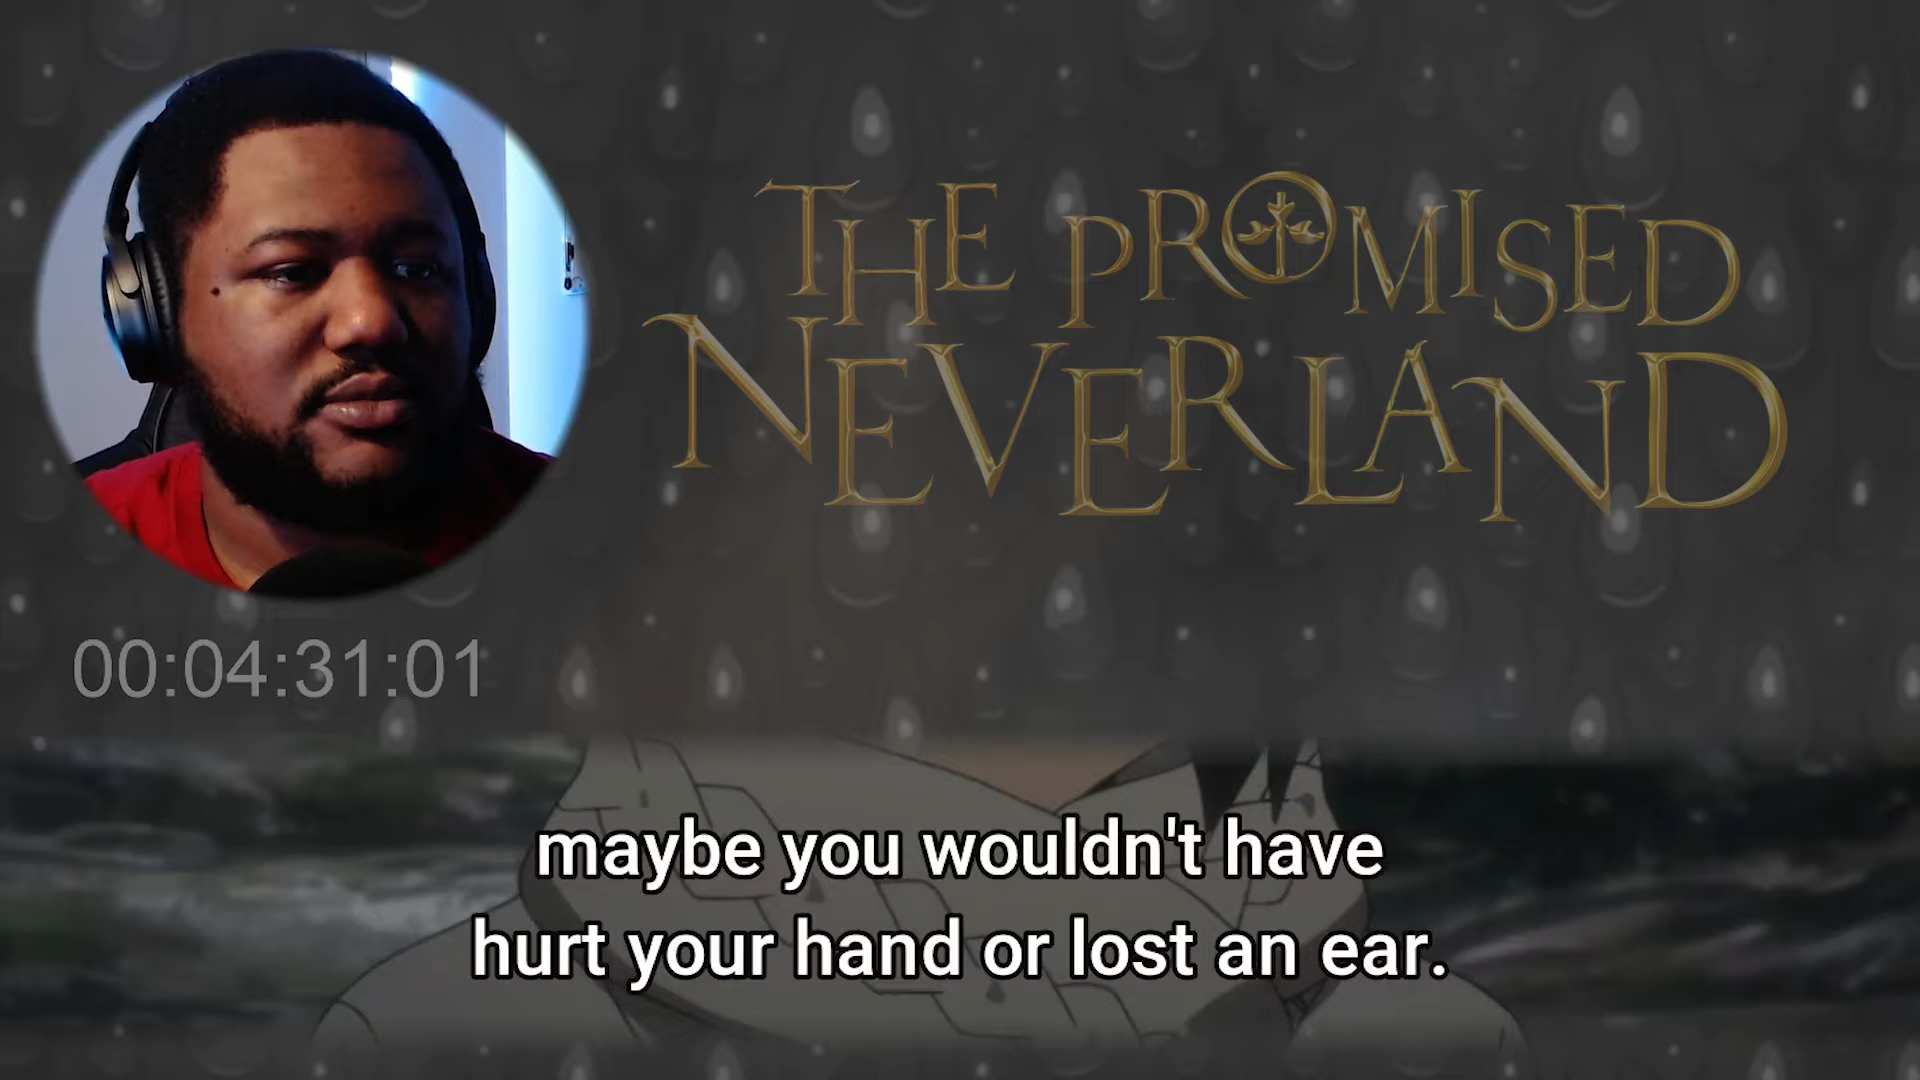 THE PROMISED
NEVERLAND
00:04:31:01
maybe you wouldn't have
hurt your hand or lost an ear.